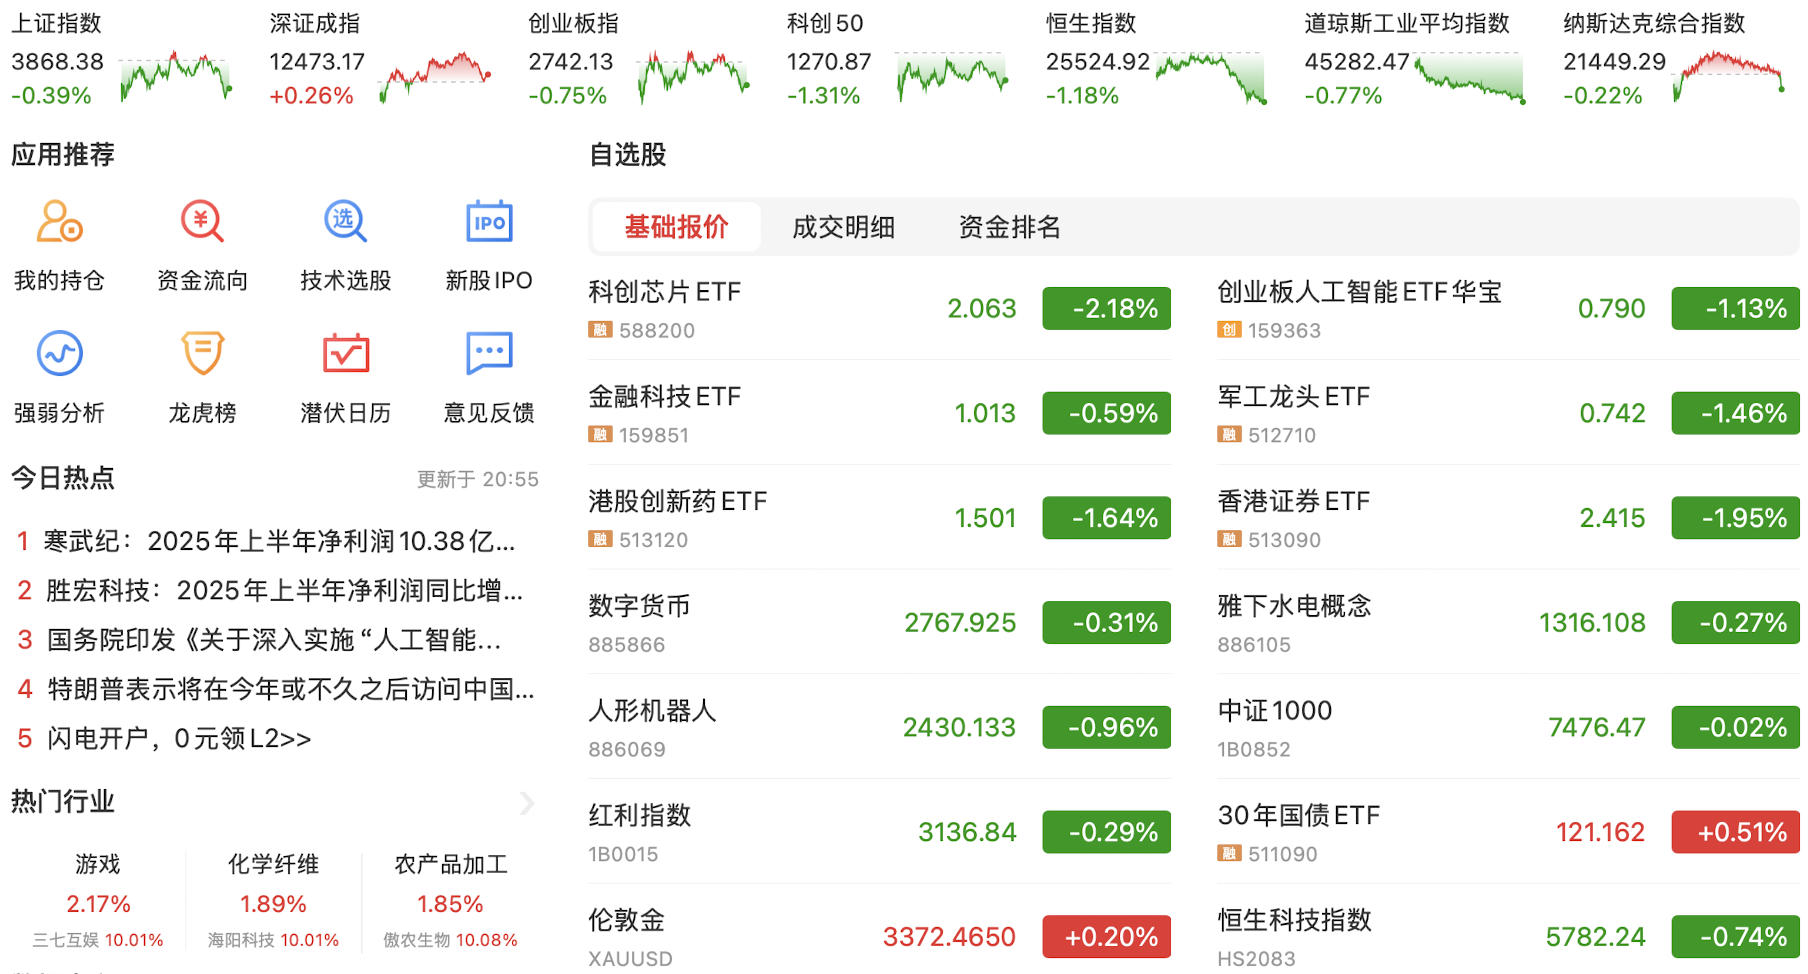 上证指数
3868.38
-0.39%
深证成指
12473.17
+0.26%
创业板指
2742.13
-0.75%
科创50
1270.87
-1.31%
恒生指数
25524.92
-1.18%
道琼斯工业平均指数
45282.47
-0.77%
纳斯达克综合指数
21449.29
-0.22%
应用推荐
我的持仓
¥
资金流向
选
技术选股
IPO
新股IPO
强弱分析
龙虎榜
潜伏日历
意见反馈
今日热点
更新于 20:55
1 寒武纪：2025年上半年净利润10.38亿...
2 胜宏科技：2025年上半年净利润同比增...
3 国务院印发《关于深入实施“人工智能...
4 特朗普表示将在今年或不久之后访问中国...
5 闪电开户，0元领L2>>
热门行业
游戏
2.17%
三七互娱 10.01%
化学纤维
1.89%
海阳科技 10.01%
农产品加工
1.85%
傲农生物 10.08%
自选股
基础报价 成交明细 资金排名
科创芯片ETF
融 588200
2.063
-2.18%
创业板人工智能ETF华宝
创 159363
0.790
-1.13%
金融科技ETF
融 159851
1.013
-0.59%
军工龙头ETF
融 512710
0.742
-1.46%
港股创新药ETF
融 513120
1.501
-1.64%
香港证券ETF
融 513090
2.415
-1.95%
数字货币
885866
2767.925
-0.31%
雅下水电概念
886105
1316.108
-0.27%
人形机器人
886069
2430.133
-0.96%
中证1000
1B0852
7476.47
-0.02%
红利指数
1B0015
3136.84
-0.29%
30年国债ETF
融 511090
121.162
+0.51%
伦敦金
XAUUSD
3372.4650
+0.20%
恒生科技指数
HS2083
5782.24
-0.74%